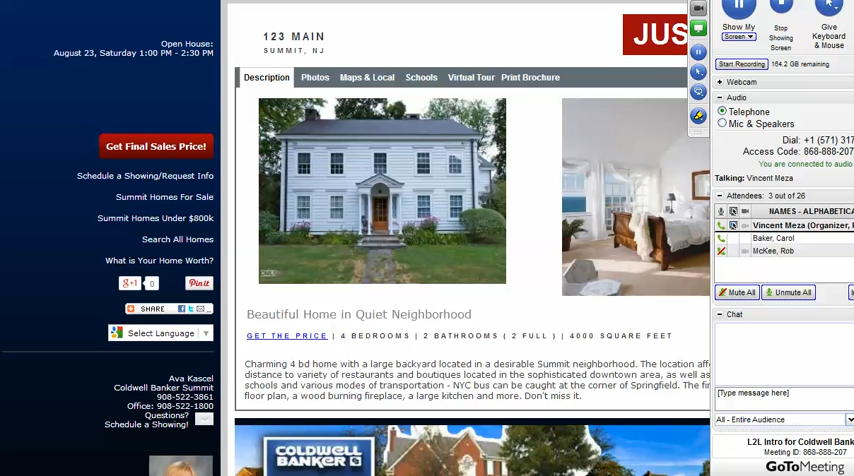 Open House:
August 23, Saturday 1:00 PM - 2:30 PM
Get Final Sales Price!
Schedule a Showing/Request Info
Summit Homes For Sale
Summit Homes Under $800k
Search All Homes
What is Your Home Worth?
g+1
0
Pin it
SHARE
Select Language
Ava Kascel
Coldwell Banker Summit
908-522-3861
Office: 908-522-1800
Questions?
Schedule a Showing!
123 MAIN
SUMMIT, NJ
JUS
Description Photos Maps & Local Schools Virtual Tour Print Brochure
Beautiful Home in Quiet Neighborhood
GET THE PRICE | 4 BEDROOMS | 2 BATHROOMS ( 2 FULL ) | 4000 SQUARE FEET
Charming 4 bd home with a large backyard located in a desirable Summit neighborhood. The location aff
distance to variety of restaurants and boutiques located in the sophisticated downtown area, as well as
schools and various modes of transportation - NYC bus can be caught at the corner of Springfield. The fi
floor plan, a wood burning fireplace, a large kitchen and more. Don't miss it.
COLDWELL
BANKER
Show My
Screen
Stop
Showing
Screen
Give
Keyboard
& Mouse
Start Recording
164.2 GB remaining
Webcam
Audio
Telephone
Mic & Speakers
Dial: +1 (571) 317
Access Code: 868-888-207
You are connected to audio
Talking: Vincent Meza
Attendees: 3 out of 26
NAMES - ALPHABETICA
Vincent Meza (Organizer, P
Baker, Carol
McKee, Rob
Mute All
Unmute All
Chat
[Type message here]
All - Entire Audience
L2L Intro for Coldwell Bank
Meeting ID: 868-888-207
GoToMeeting